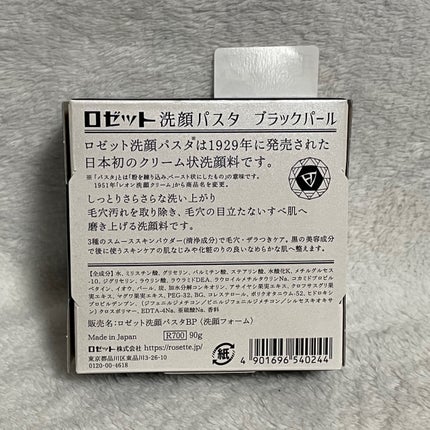 ロゼット 洗顔パスタ ブラックパール
ロゼット洗顔パスタ※は1929年に発売された
日本初のクリーム状洗顔料です。
※「パスタ」とは「粉を練り込み、ペースト状にしたもの」の意味です。
1951年「レオン洗顔クリーム」から商品名を変更。
しっとりさらさらな洗い上がり
毛穴汚れを取り除き、毛穴の目立たないすべ肌へ
磨き上げる洗顔料です。
3種のスムーススキンパウダー(清浄成分)で毛穴・ザラつきケア。黒の美容成分
で後に使うスキンケアの肌なじみや化粧のりの良いなめらかな肌へ整えます。
【全成分】水、ミリスチン酸、グリセリン、パルミチン酸、ステアリン酸、水酸化K、メチルグルセス
-10、ジグリセリン、ラウリン酸、ラウラミドDEA、ラウロイルメチルタウリンNa、コカミドプロピル
ベタイン、イオウ、パール、炭、加水分解コンキオリン、アサイヤシ果実エキス、クロフサスグリ果
実エキス、マグワ果実エキス、PEG-32、BG、コレステロール、ポリクオタニウム-52、ヒドロキシ
プロピルデンプン、(ジフェニルジメチコン/ビニルジフェニルジメチコン/シルセスキオキサ
ン)クロスポリマー、EDTA-4Na、亜硫酸Na、香料
販売名:ロゼット洗顔パスタBP〈洗顔フォーム〉
Made in Japan R700 90g
ロゼット株式会社 https://rosette.jp/
東京都品川区東品川3-26-10
0120-00-4618
紙
4 901696 540244